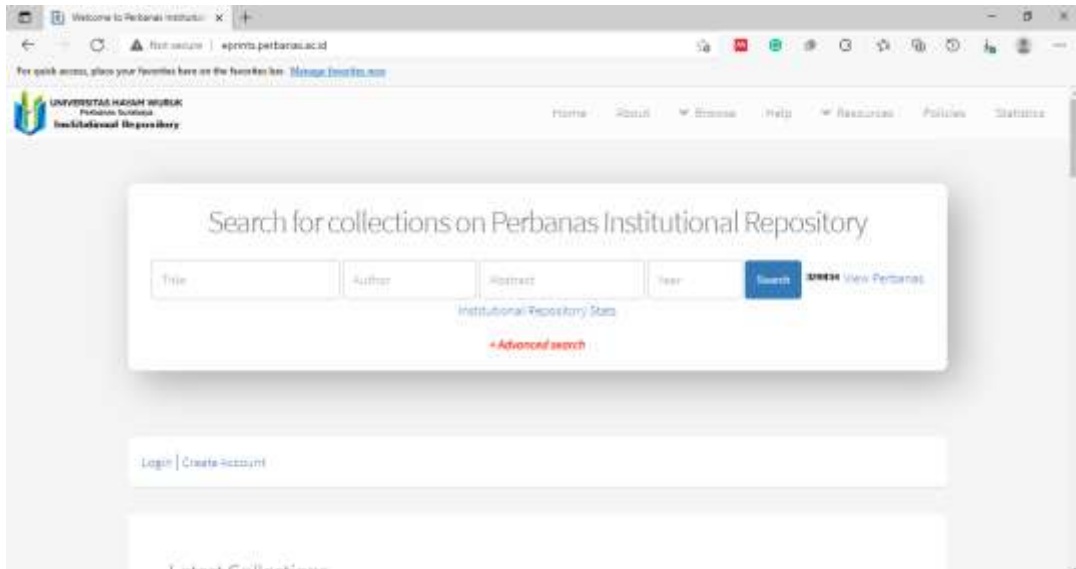 Welcome to Perbanas Institutio
Not secure | eprints.perbanas.ac.id
For quick access, place your favorites here on the favorites bar. Manage favorites now
UNIVERSITAS HAYAM WURUK
Perbanas Surabaya
Institutional Repository
Home About Browse Help Resources Policies Statistics
Search for collections on Perbanas Institutional Repository
Title Author Abstract Year Search View Perbanas
Institutional Repository Stats
+ Advanced search
Login | Create Account
Latest Collections